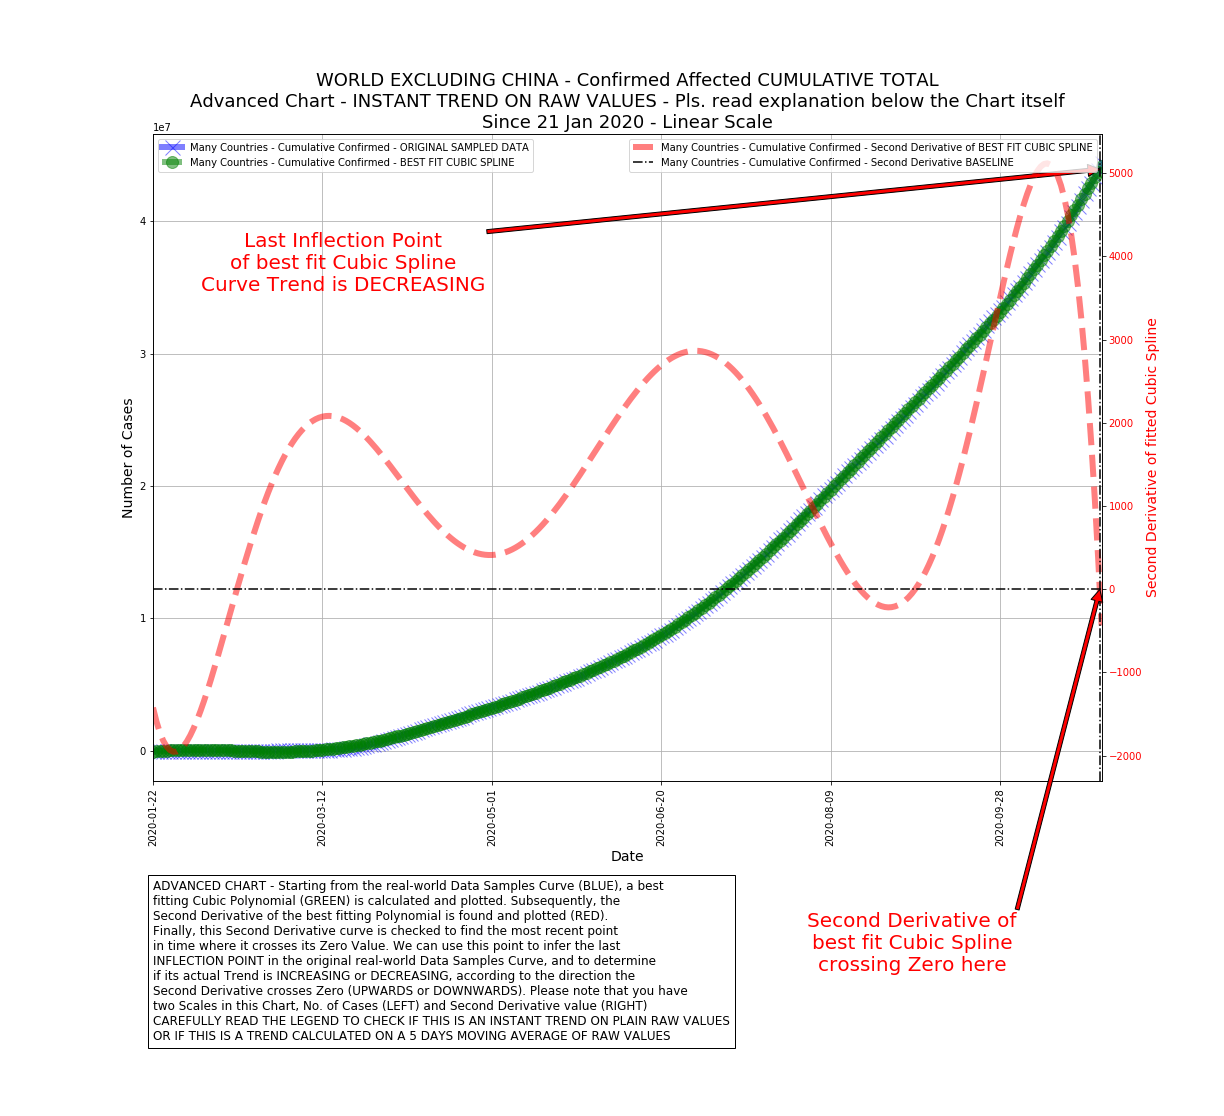 WORLD EXCLUDING CHINA - Confirmed Affected CUMULATIVE TOTAL
Advanced Chart - INSTANT TREND ON RAW VALUES - Pls. read explanation below the Chart itself
Since 21 Jan 2020 - Linear Scale
1e7
Many Countries - Cumulative Confirmed - ORIGINAL SAMPLED DATA
Many Countries - Cumulative Confirmed - BEST FIT CUBIC SPLINE
Many Countries - Cumulative Confirmed - Second Derivative of BEST FIT CUBIC SPLINE
Many Countries - Cumulative Confirmed - Second Derivative BASELINE
Last Inflection Point
of best fit Cubic Spline
Curve Trend is DECREASING
Number of Cases
4
3
2
1
0
5000
4000
3000
2000
1000
0
−1000
−2000
Second Derivative of fitted Cubic Spline
2020-01-22
2020-03-12
2020-05-01
2020-06-20
2020-08-09
2020-09-28
Date
ADVANCED CHART - Starting from the real-world Data Samples Curve (BLUE), a best
fitting Cubic Polynomial (GREEN) is calculated and plotted. Subsequently, the
Second Derivative of the best fitting Polynomial is found and plotted (RED).
Finally, this Second Derivative curve is checked to find the most recent point
in time where it crosses its Zero Value. We can use this point to infer the last
INFLECTION POINT in the original real-world Data Samples Curve, and to determine
if its actual Trend is INCREASING or DECREASING, according to the direction the
Second Derivative crosses Zero (UPWARDS or DOWNWARDS). Please note that you have
two Scales in this Chart, No. of Cases (LEFT) and Second Derivative value (RIGHT)
CAREFULLY READ THE LEGEND TO CHECK IF THIS IS AN INSTANT TREND ON PLAIN RAW VALUES
OR IF THIS IS A TREND CALCULATED ON A 5 DAYS MOVING AVERAGE OF RAW VALUES
Second Derivative of
best fit Cubic Spline
crossing Zero here